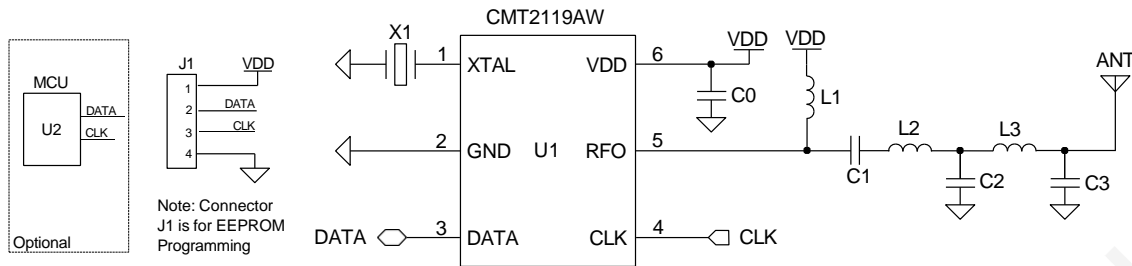 CMT2119AW
MCU
U2
DATA
CLK
Optional
J1
1
2
3
4
VDD
DATA
CLK
Note: Connector
J1 is for EEPROM
Programming
X1
1 XTAL
2 GND
DATA 3 DATA
U1
VDD 6
RFO 5
CLK 4 CLK
VDD
C0
VDD
L1
C1
L2
C2
L3
C3
ANT